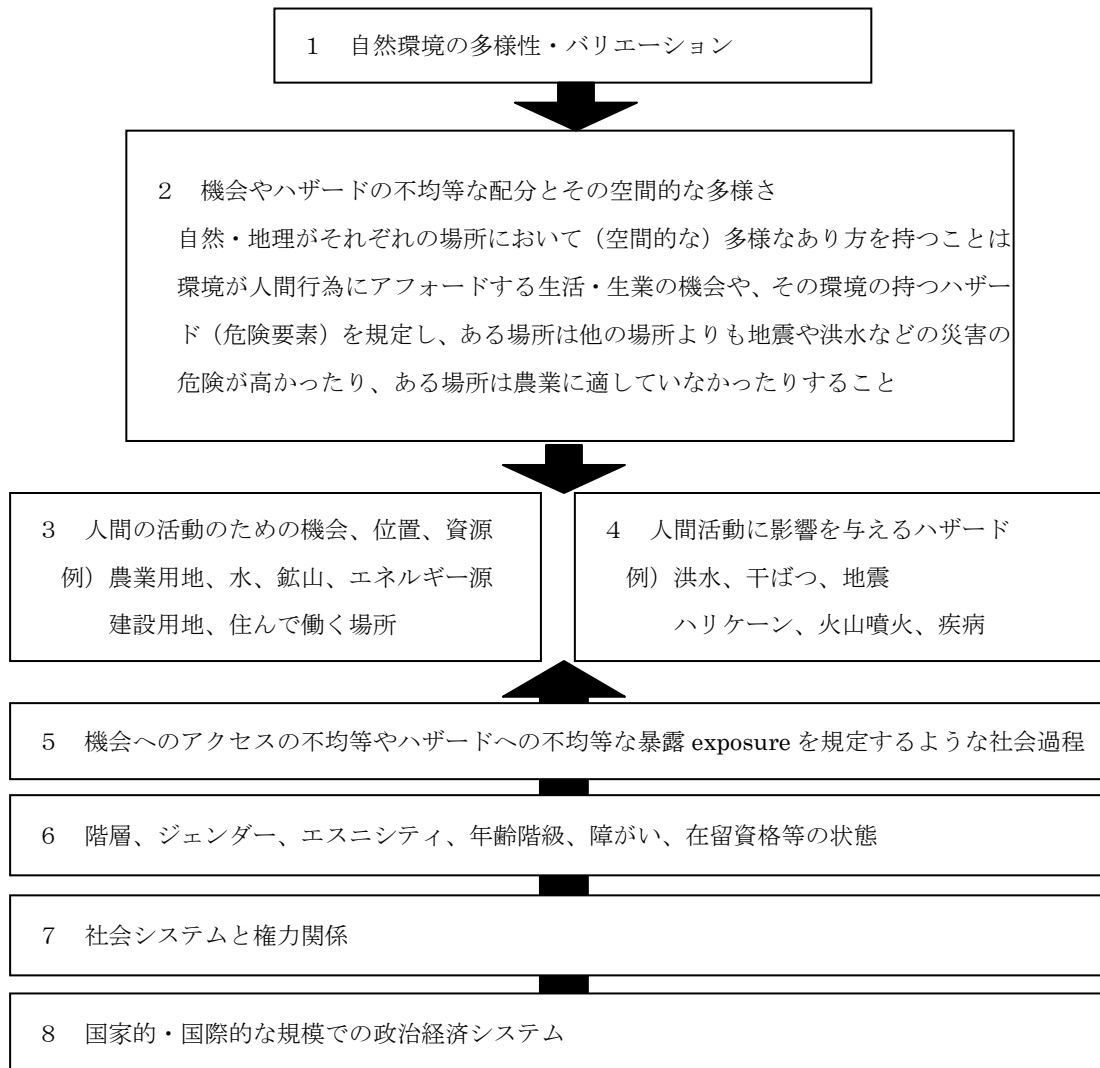 1 自然環境の多様性・バリエーション
2 機会やハザードの不均等な配分とその空間的な多様さ
自然・地理がそれぞれの場所において（空間的な）多様なあり方を持つことは
環境が人間行為にアフォードする生活・生業の機会や、その環境の持つハザー
ド（危険要素）を規定し、ある場所は他の場所よりも地震や洪水などの災害の
危険が高かったり、ある場所は農業に適していなかったりすること
3 人間の活動のための機会、位置、資源
例）農業用地、水、鉱山、エネルギー源
建設用地、住んで働く場所
4 人間活動に影響を与えるハザード
例）洪水、干ばつ、地震
ハリケーン、火山噴火、疾病
5 機会へのアクセスの不均等やハザードへの不均等な暴露 exposure を規定するような社会過程
6 階層、ジェンダー、エスニシティ、年齢階級、障がい、在留資格等の状態
7 社会システムと権力関係
8 国家的・国際的な規模での政治経済システム